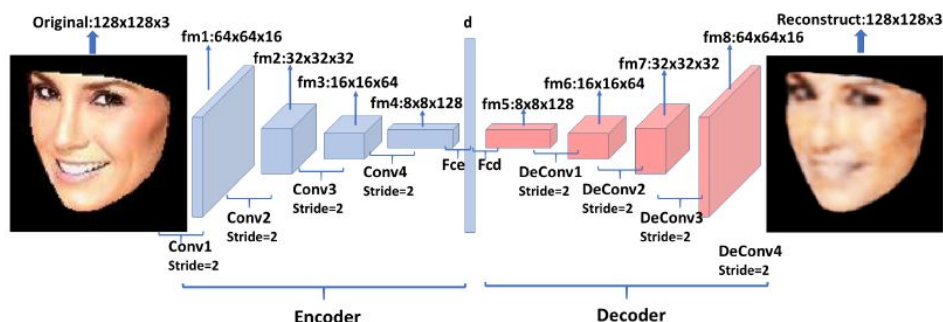 Original:128x128x3
fm1:64x64x16
fm2:32x32x32
fm3:16x16x64
fm4:8x8x128
d
fm5:8x8x128
fm6:16x16x64
fm7:32x32x32
fm8:64x64x16
Reconstruct:128x128x3
Conv1
Stride=2
Conv2
Stride=2
Conv3
Stride=2
Conv4
Stride=2
Fce
Fcd
DeConv1
Stride=2
DeConv2
Stride=2
DeConv3
Stride=2
DeConv4
Stride=2
Encoder
Decoder